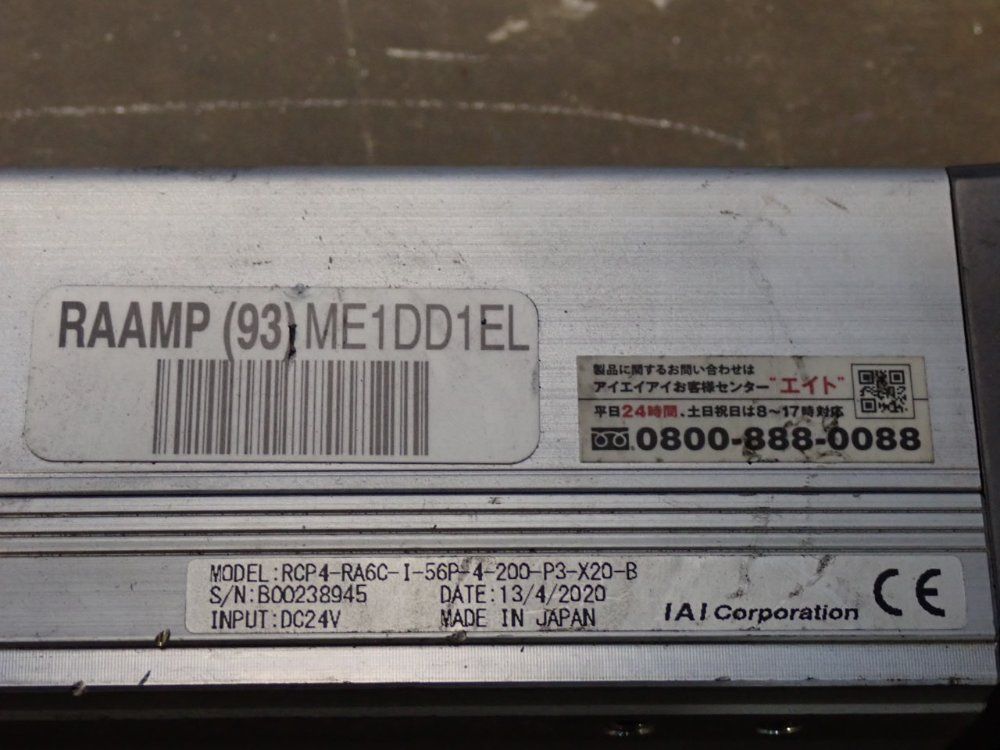 RAAMP (93) ME1DD1EL
製品に関するお問い合わせは
アイエイアイお客様センター"エイト"
平日24時間、土日祝日は8〜17時対応
0800-888-0088
MODEL:RCP4-RA6C-I-56P-4-200-P3-X20-B
S/N:B00238945 DATE:13/4/2020
INPUT:DC24V MADE IN JAPAN
IAI Corporation
CE